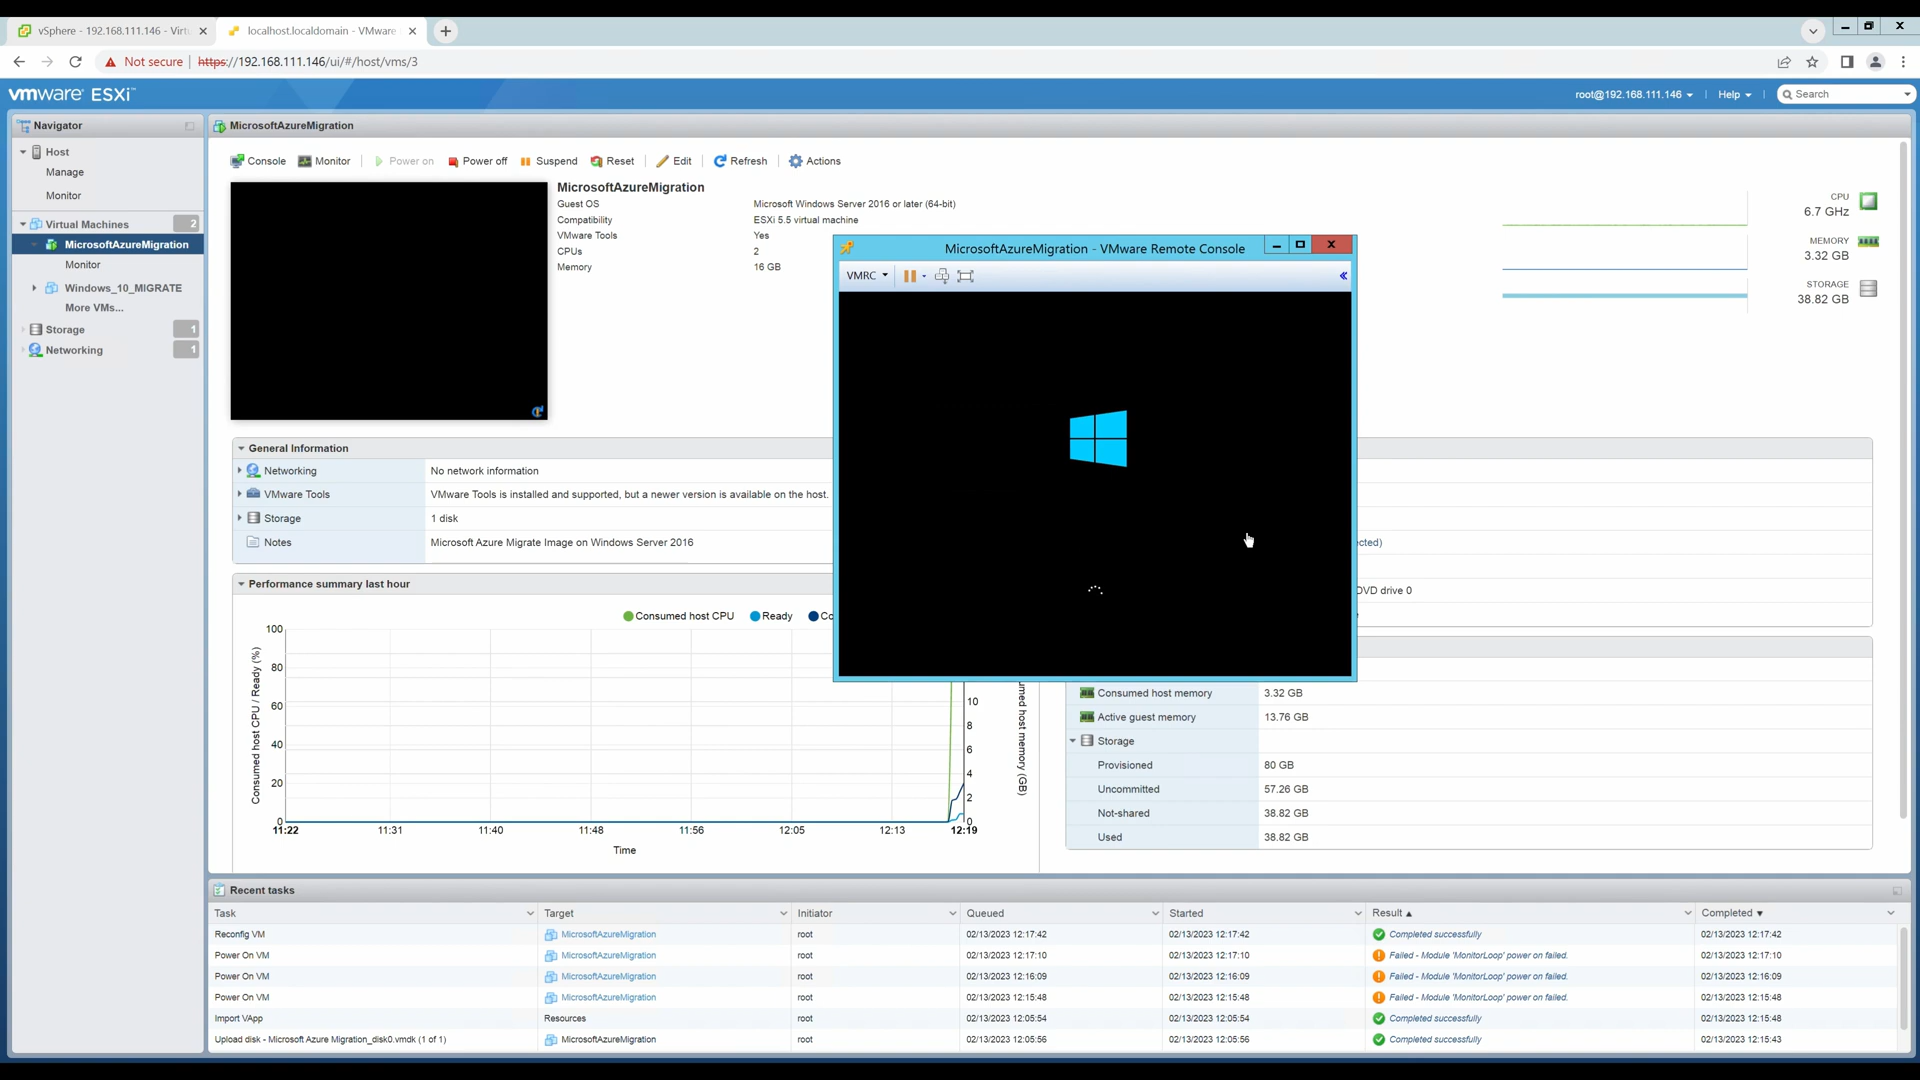 vSphere - 192.168.111.146 - Virtu
localhost.localdomain - VMware
Not secure
https://192.168.111.146/ui/#/host/vms/3
vmware ESXi™
root@192.168.111.146
Help
Search
Navigator
Host
Manage
Monitor
Virtual Machines
2
MicrosoftAzureMigration
Monitor
Windows_10_MIGRATE
More VMs...
Storage
1
Networking
1
MicrosoftAzureMigration
Console
Monitor
Power on
Power off
Suspend
Reset
Edit
Refresh
Actions
MicrosoftAzureMigration
Guest OS Microsoft Windows Server 2016 or later (64-bit)
Compatibility ESXi 5.5 virtual machine
VMware Tools Yes
CPUs 2
Memory 16 GB
CPU
6.7 GHz
MEMORY
3.32 GB
STORAGE
38.82 GB
MicrosoftAzureMigration - VMware Remote Console
VMRC
General Information
Networking No network information
VMware Tools VMware Tools is installed and supported, but a newer version is available on the host.
Storage 1 disk
Notes Microsoft Azure Migrate Image on Windows Server 2016
cted)
DVD drive 0
Performance summary last hour
Consumed host CPU Ready Co
Consumed host CPU / Ready (%)
100
80
60
40
20
0
10
8
6
4
2
0
umed host memory (GB)
11:22 11:31 11:40 11:48 11:56 12:05 12:13 12:19
Time
Consumed host memory 3.32 GB
Active guest memory 13.76 GB
Storage
Provisioned 80 GB
Uncommitted 57.26 GB
Not-shared 38.82 GB
Used 38.82 GB
Recent tasks
Task Target Initiator Queued Started Result Completed
Reconfig VM MicrosoftAzureMigration root 02/13/2023 12:17:42 02/13/2023 12:17:42 Completed successfully 02/13/2023 12:17:42
Power On VM MicrosoftAzureMigration root 02/13/2023 12:17:10 02/13/2023 12:17:10 Failed - Module 'MonitorLoop' power on failed. 02/13/2023 12:17:10
Power On VM MicrosoftAzureMigration root 02/13/2023 12:16:09 02/13/2023 12:16:09 Failed - Module 'MonitorLoop' power on failed. 02/13/2023 12:16:09
Power On VM MicrosoftAzureMigration root 02/13/2023 12:15:48 02/13/2023 12:15:48 Failed - Module 'MonitorLoop' power on failed. 02/13/2023 12:15:48
Import VApp Resources root 02/13/2023 12:05:54 02/13/2023 12:05:54 Completed successfully 02/13/2023 12:15:48
Upload disk - Microsoft Azure Migration_disk0.vmdk (1 of 1) MicrosoftAzureMigration root 02/13/2023 12:05:56 02/13/2023 12:05:56 Completed successfully 02/13/2023 12:15:43